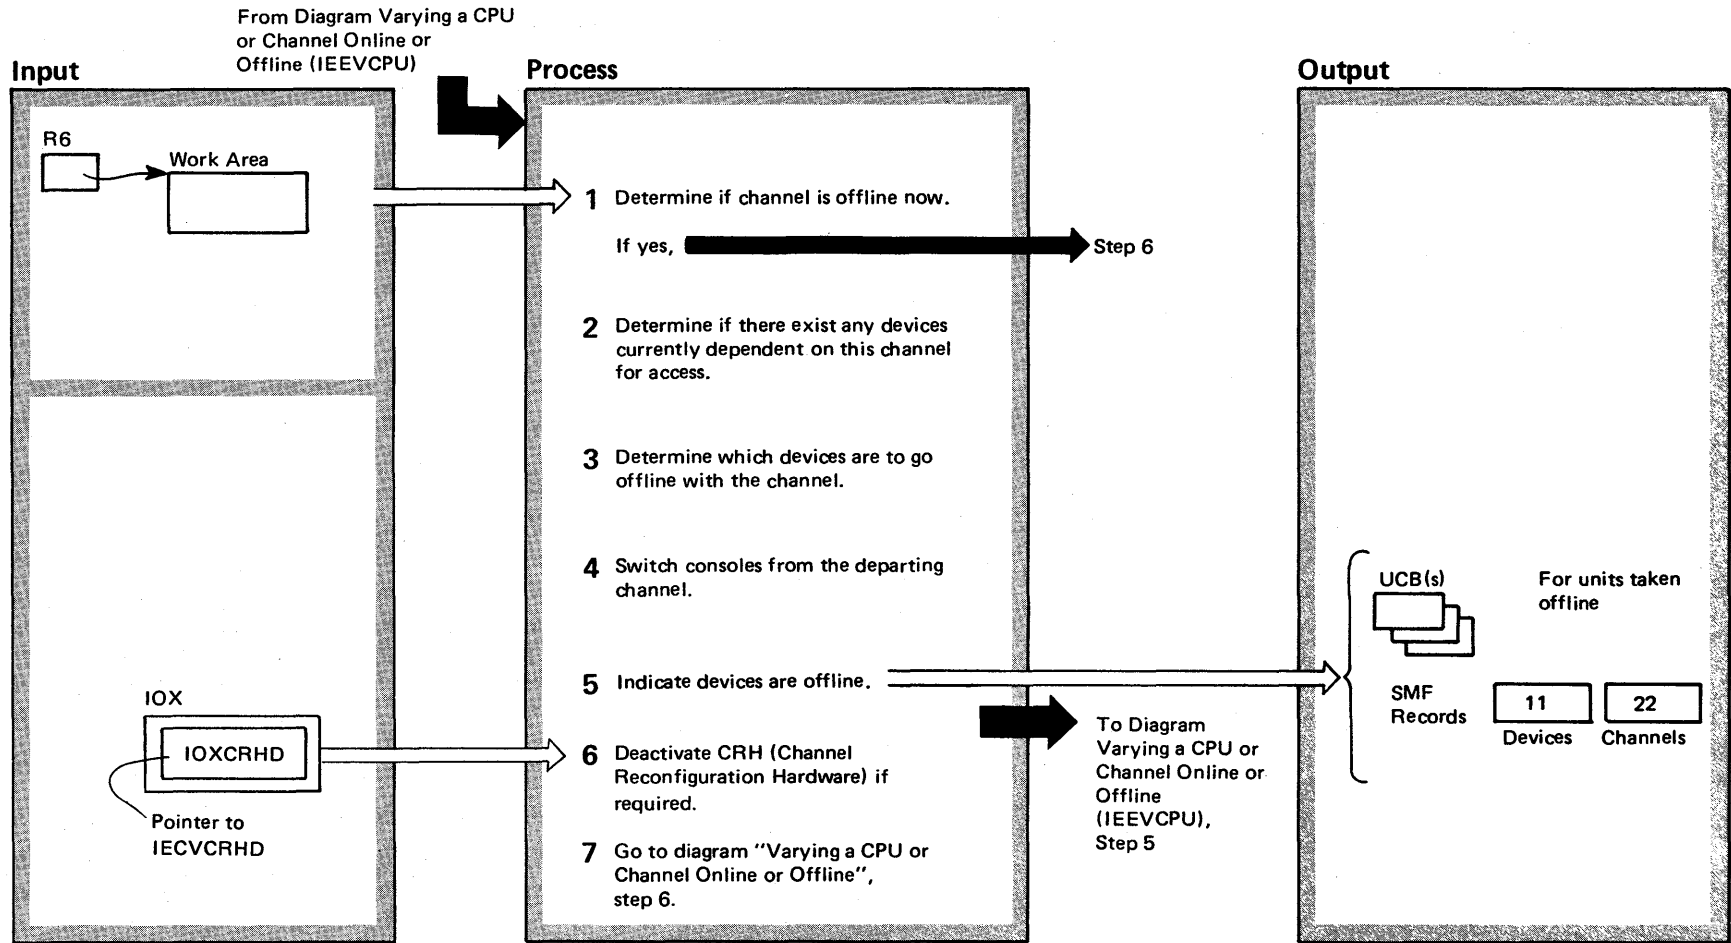 From Diagram Varying a CPU
or Channel Online or
Offline (IEEVCPU)
Input
Process
Output
R6
Work Area
1 Determine if channel is offline now.
If yes,
Step 6
2 Determine if there exist any devices
currently dependent on this channel
for access.
3 Determine which devices are to go
offline with the channel.
4 Switch consoles from the departing
channel.
UCB(s)
For units taken
offline
5 Indicate devices are offline.
SMF
Records
11
22
Devices
Channels
IOX
IOXCRHD
Pointer to
IECVCRHD
To Diagram
Varying a CPU or
Channel Online or
Offline
(IEEVCPU),
Step 5
6 Deactivate CRH (Channel
Reconfiguration Hardware) if
required.
7 Go to diagram "Varying a CPU or
Channel Online or Offline",
step 6.